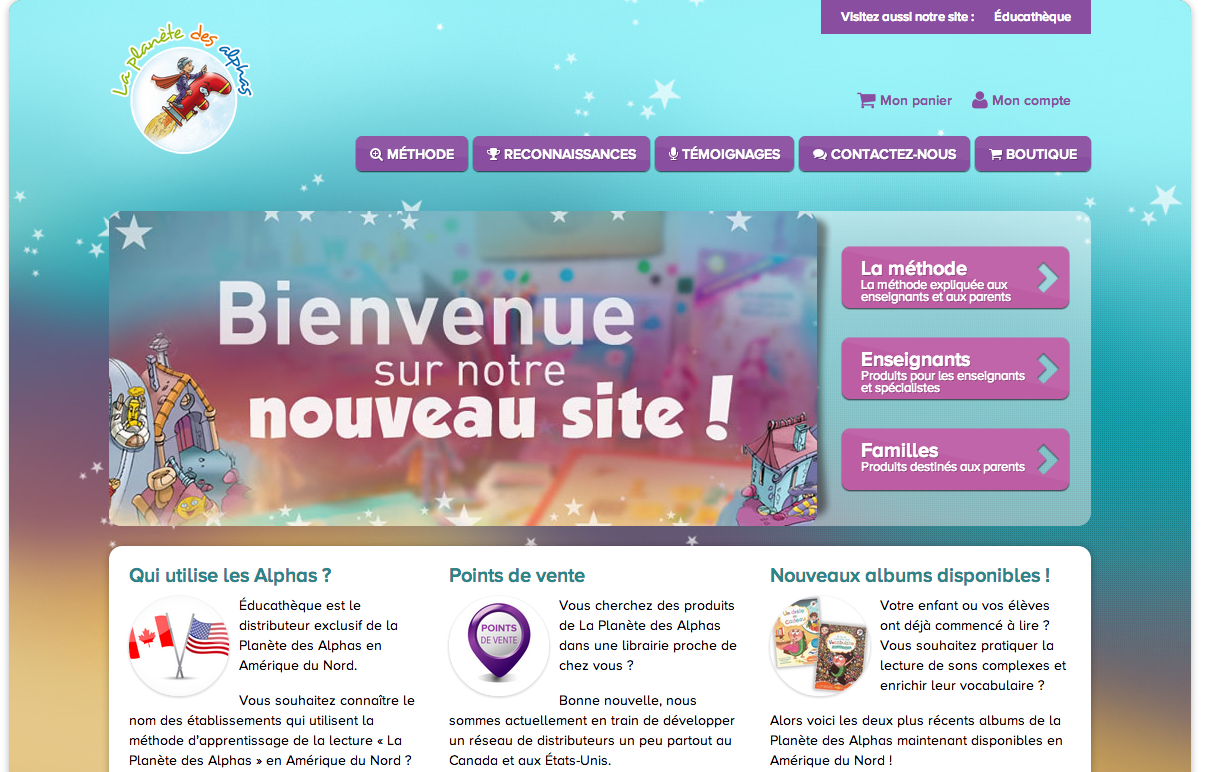 Visitez aussi notre site : Éducathèque
La planète des alphas
Mon panier Mon compte
MÉTHODE RECONNAISSANCES TÉMOIGNAGES CONTACTEZ-NOUS BOUTIQUE
Bienvenue
sur notre
nouveau site !
La méthode
La méthode expliquée aux
enseignants et aux parents
Enseignants
Produits pour les enseignants
et spécialistes
Familles
Produits destinés aux parents
Qui utilise les Alphas ?
Éducathèque est le
distributeur exclusif de la
Planète des Alphas en
Amérique du Nord.
Vous souhaitez connaître le
nom des établissements qui utilisent la
méthode d'apprentissage de la lecture « La
Planète des Alphas » en Amérique du Nord ?
Points de vente
POINTS
DE VENTE
Vous cherchez des produits
de La Planète des Alphas
dans une librairie proche de
chez vous ?
Bonne nouvelle, nous
sommes actuellement en train de développer
un réseau de distributeurs un peu partout au
Canada et aux États-Unis.
Nouveaux albums disponibles !
Votre enfant ou vos élèves
ont déjà commencé à lire ?
Vous souhaitez pratiquer la
lecture de sons complexes et
enrichir leur vocabulaire ?
Alors voici les deux plus récents albums de la
Planète des Alphas maintenant disponibles en
Amérique du Nord !